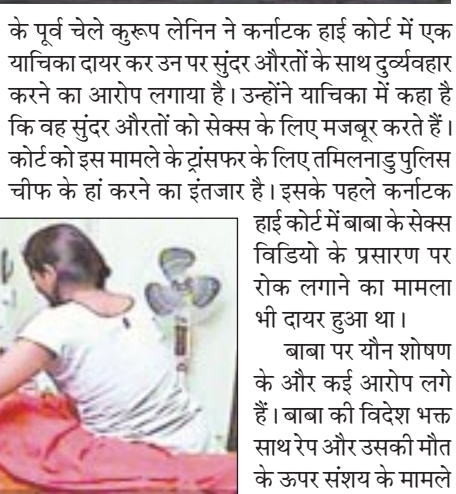 के पूर्व चेले कुरूप लेनिन ने कर्नाटक हाई कोर्ट में एक
याचिका दायर कर उन पर सुंदर औरतों के साथ दुर्व्यवहार
करने का आरोप लगाया है। उन्होंने याचिका में कहा है
कि वह सुंदर औरतों को सेक्स के लिए मजबूर करते हैं।
कोर्ट को इस मामले के ट्रांसफर के लिए तमिलनाडु पुलिस
चीफ के हां करने का इंतजार है। इसके पहले कर्नाटक
हाई कोर्ट में बाबा के सेक्स
विडियो के प्रसारण पर
रोक लगाने का मामला
भी दायर हुआ था।
बाबा पर यौन शोषण
के और कई आरोप लगे
हैं। बाबा की विदेश भक्त
साथ रेप और उसकी मौत
के ऊपर संशय के मामले